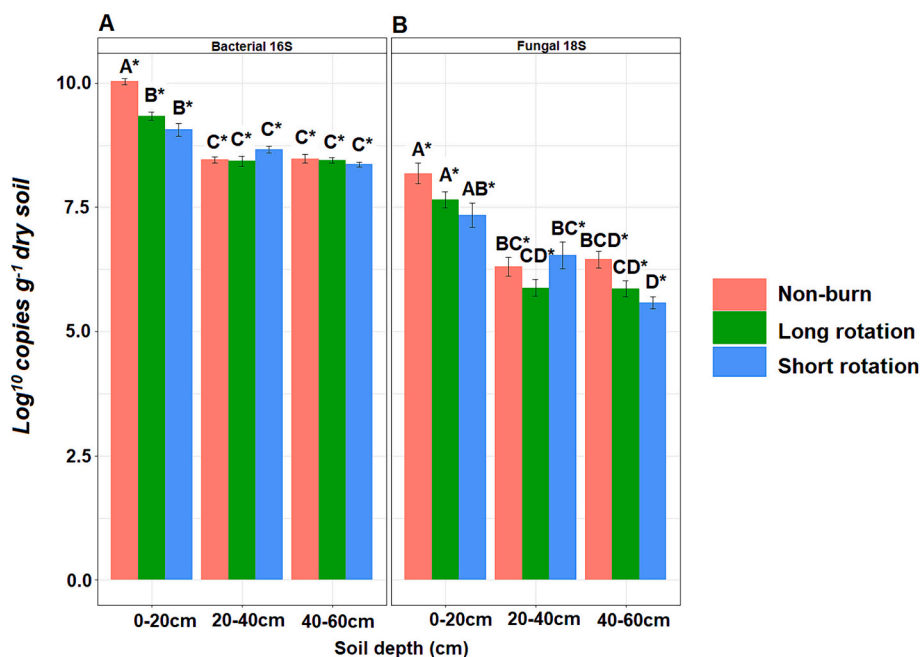 A
B
Bacterial 16S
Fungal 18S
Log¹⁰ copies g⁻¹ dry soil
10.0
7.5
5.0
2.5
0.0
A*
B*
B*
C*
C*
C*
C*
C*
C*
A*
A*
AB*
BC*
CD*
BC*
BCD*
CD*
D*
0-20cm
20-40cm
40-60cm
0-20cm
20-40cm
40-60cm
Soil depth (cm)
Non-burn
Long rotation
Short rotation